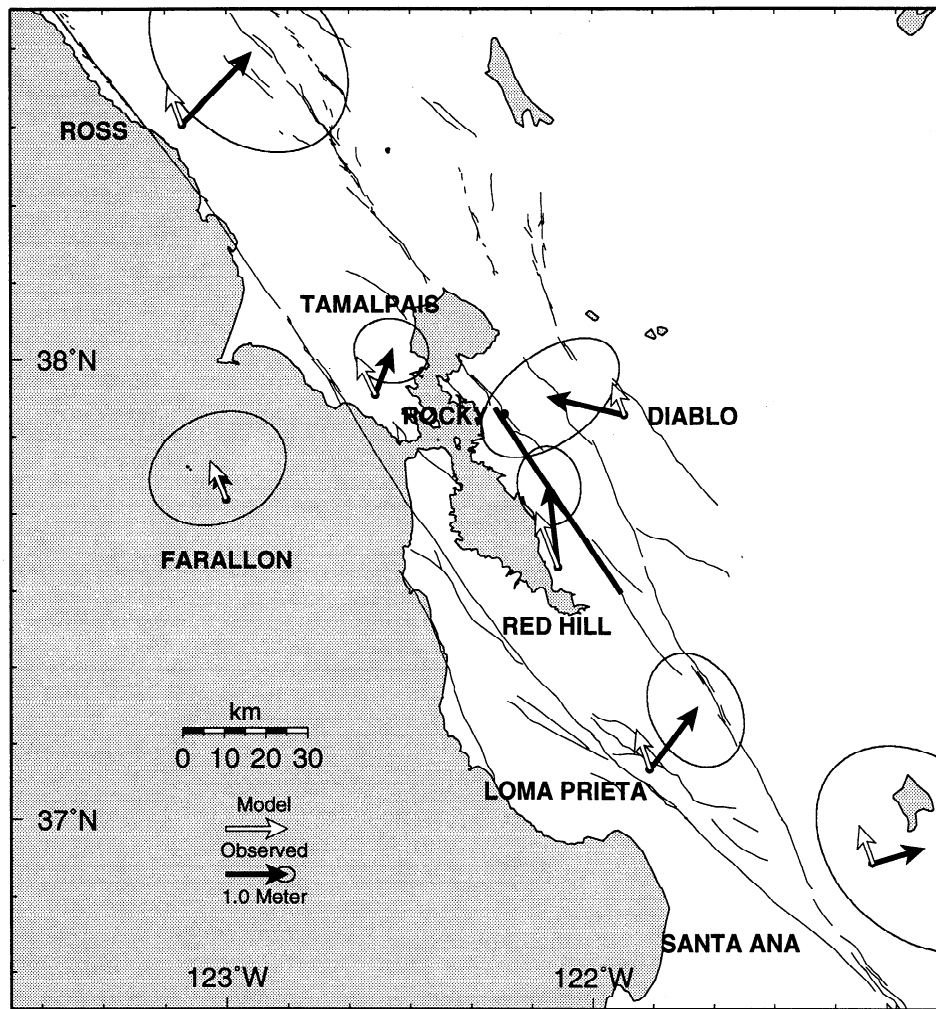 ROSS
TAMALPAIS
38°N
ROCKY
DIABLO
FARALLON
RED HILL
km
0 10 20 30
LOMA PRIETA
Model
37°N
Observed
1.0 Meter
SANTA ANA
123°W
122°W